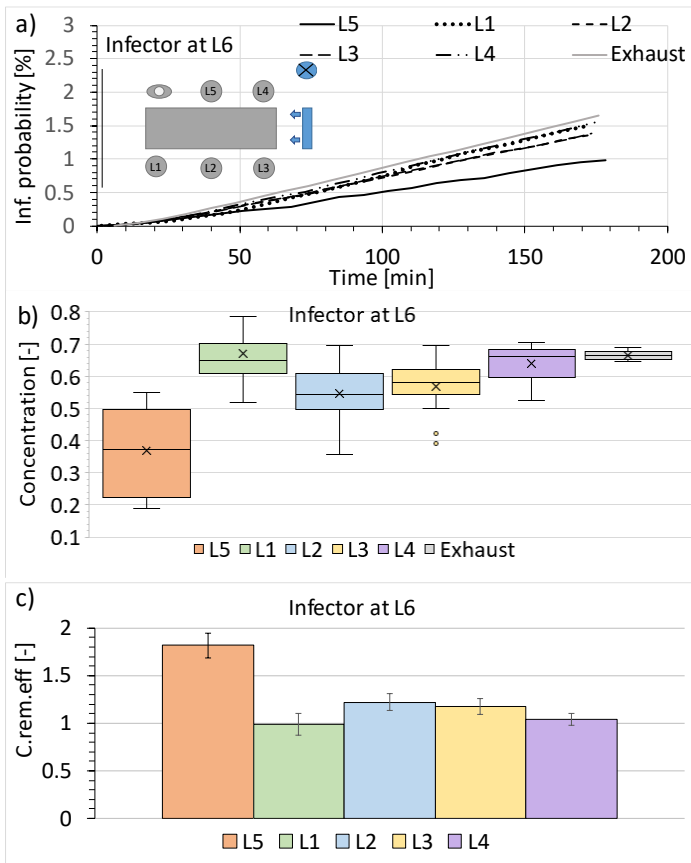 a)
Infector at L6
L5 L1 L2
L3 L4 Exhaust
Inf. probability [%]
3
2.5
2
1.5
1
0.5
0
L5 L4
L1 L2 L3
0 50 100 150 200
Time [min]
b)
Infector at L6
Concentration [-]
0.8
0.7
0.6
0.5
0.4
0.3
0.2
0.1
L5 L1 L2 L3 L4 Exhaust
c)
Infector at L6
C.rem.eff [-]
2
1.5
1
0.5
0
L5 L1 L2 L3 L4